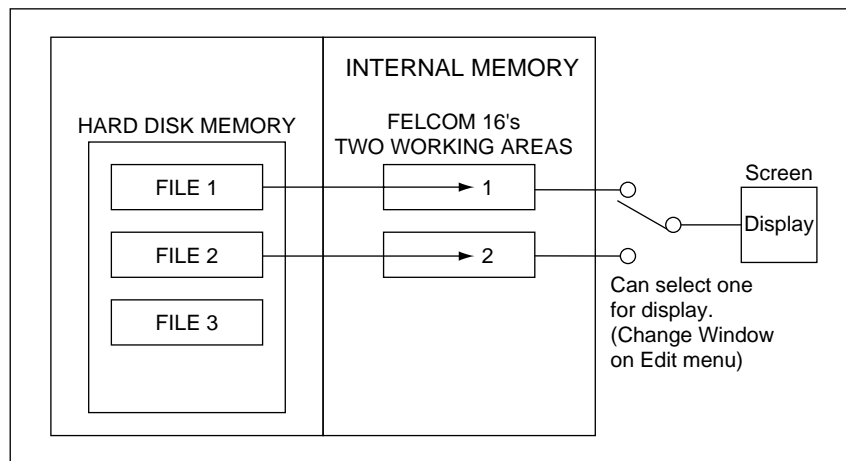 HARD DISK MEMORY
FILE 1
FILE 2
FILE 3
INTERNAL MEMORY
FELCOM 16's
TWO WORKING AREAS
1
2
Screen
Display
Can select one
for display.
(Change Window
on Edit menu)